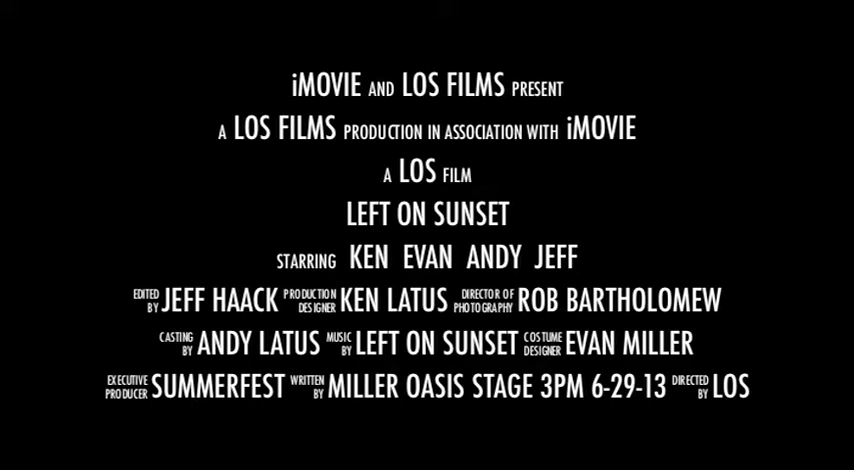 iMOVIE AND LOS FILMS PRESENT
A LOS FILMS PRODUCTION IN ASSOCIATION WITH iMOVIE
A LOS FILM
LEFT ON SUNSET
STARRING KEN EVAN ANDY JEFF
EDITED BY JEFF HAACK PRODUCTION DESIGNER KEN LATUS DIRECTOR OF PHOTOGRAPHY ROB BARTHOLOMEW
CASTING BY ANDY LATUS MUSIC BY LEFT ON SUNSET COSTUME DESIGNER EVAN MILLER
EXECUTIVE PRODUCER SUMMERFEST WRITTEN BY MILLER OASIS STAGE 3PM 6-29-13 DIRECTED BY LOS